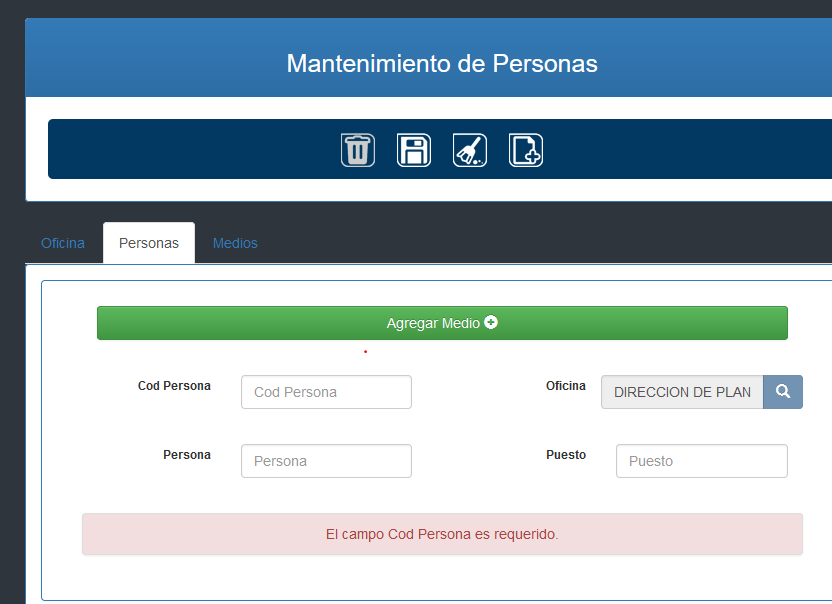 Mantenimiento de Personas
Oficina Personas Medios
Agregar Medio
Cod Persona Cod Persona Oficina DIRECCION DE PLAN
Persona Persona Puesto Puesto
El campo Cod Persona es requerido.